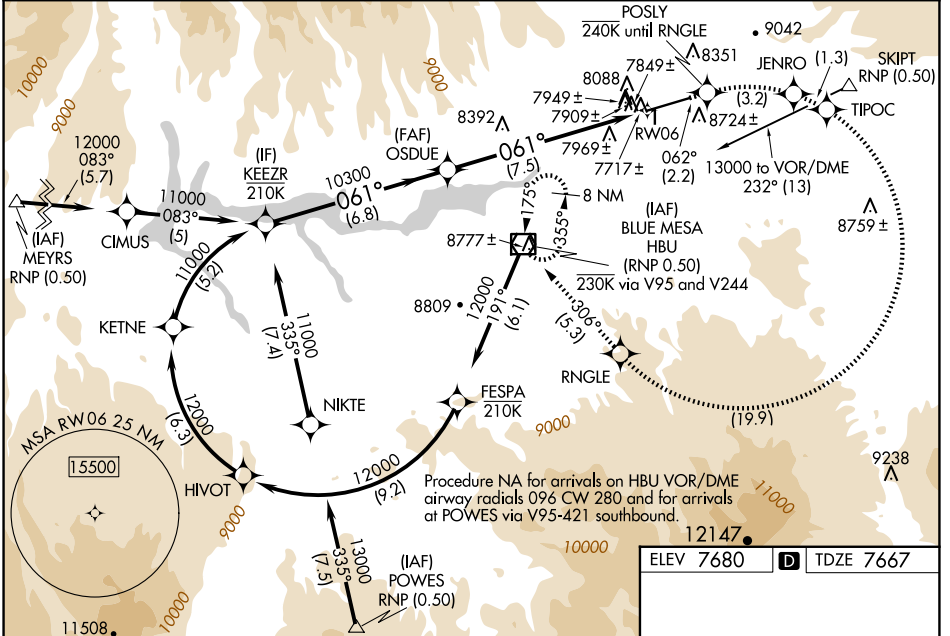 POSLY
240K until RNGLE
9042
8351
7849 ±
8088
7949 ±
7909 ±
JENRO
(1.3)
SKIPT
RNP (0.50)
TIPOC
(3.2)
RW06
8724 ±
8392
7969 ±
7717 ±
062°
(2.2)
13000 to VOR/DME
232° (13)
10000
9000
9000
12000
083°
(5.7)
(IAF)
MEYRS
RNP (0.50)
11000
083°
(5)
CIMUS
(IF)
KEEZR
210K
10300
061°
(6.8)
(FAF)
OSDUE
061°
(7.5)
175°
355°
8 NM
(IAF)
BLUE MESA
HBU
(RNP 0.50)
230K via V95 and V244
8777 ±
8759 ±
11000
(5.2)
KETNE
11000
335°
(7.4)
8809
12000
191°
(6.1)
306°
(5.3)
RNGLE
NIKTE
FESPA
210K
9000
(19.9)
12000
(6.3)
MSA RW06 25 NM
15500
HIVOT
12000
(9.2)
9000
Procedure NA for arrivals on HBU VOR/DME
airway radials 096 CW 280 and for arrivals
at POWES via V95-421 southbound.
9238
11000
10000
12147
13000
335°
(7.5)
(IAF)
POWES
RNP (0.50)
10000
11508
ELEV 7680 D TDZE 7667